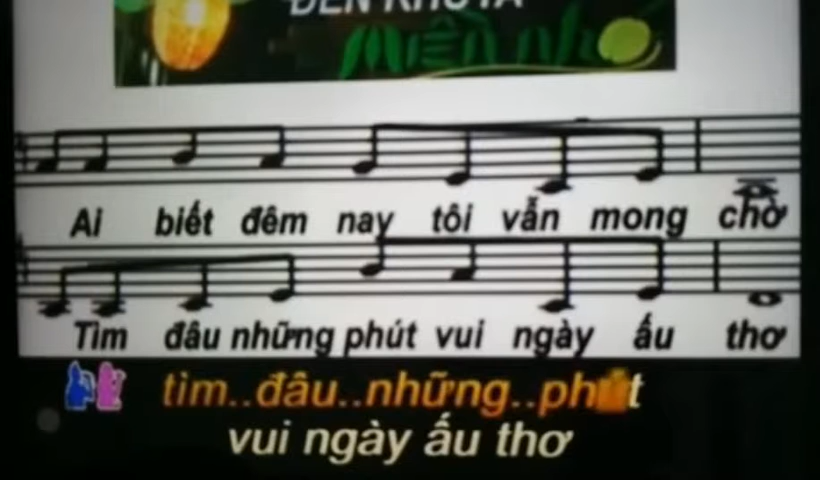 Ai biết đêm nay tôi vẫn mong chờ
Tìm đâu những phút vui ngày ấu thơ
tìm..đâu..những..phút
vui ngày ấu thơ